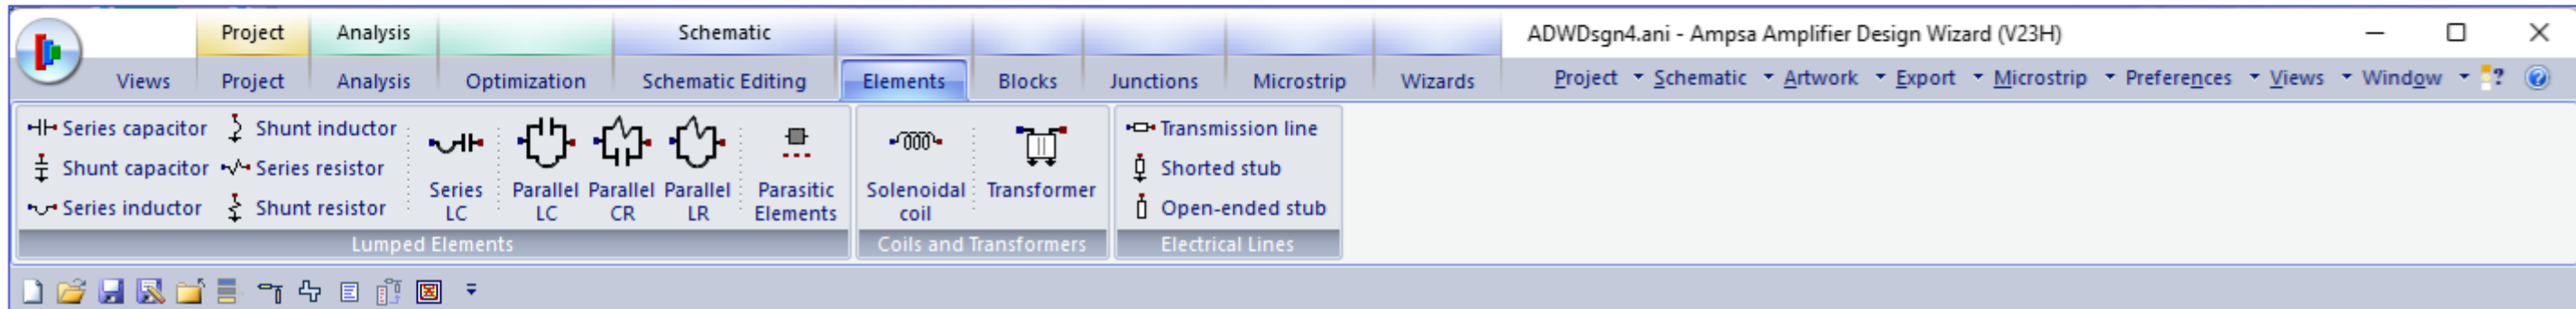 Project Analysis Schematic ADWDsgn4.ani - Ampsa Amplifier Design Wizard (V23H)
Views Project Analysis Optimization Schematic Editing Elements Blocks Junctions Microstrip Wizards Project Schematic Artwork Export Microstrip Preferences Views Window ?
Series capacitor Shunt inductor
Shunt capacitor Series resistor
Series inductor Shunt resistor
Series
LC
Parallel
LC
Parallel
CR
Parallel
LR
Parasitic
Elements
Lumped Elements
Solenoidal
coil
Transformer
Coils and Transformers
Transmission line
Shorted stub
Open-ended stub
Electrical Lines